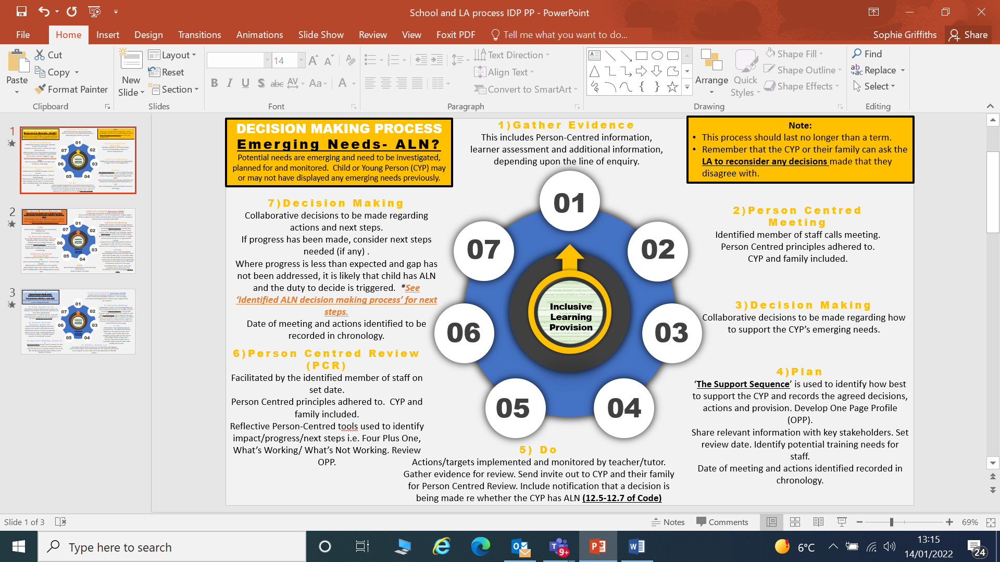 School and LA process IDP PP - PowerPoint
File
Home
Insert
Design
Transitions
Animations
Slide Show
Review
View
Foxit PDF
Tell me what you want to do...
Sophie Griffiths
Share
Paste
Cut
Copy
Format Painter
Clipboard
New
Slide
Layout
Reset
Section
Slides
14
Font
Text Direction
Align Text
Convert to SmartArt
Paragraph
Arrange
Quick
Styles
Shape Fill
Shape Outline
Shape Effects
Drawing
Find
Replace
Select
Editing
1
2
3
DECISION MAKING PROCESS
Emerging Needs- ALN?
Potential needs are emerging and need to be investigated,
planned for and monitored. Child or Young Person (CYP) may
or may not have displayed any emerging needs previously.
1)Gather Evidence
This includes Person-Centred information,
learner assessment and additional information,
depending upon the line of enquiry.
Note:
• This process should last no longer than a term.
• Remember that the CYP or their family can ask the
LA to reconsider any decisions made that they
disagree with.
01
02
03
04
05
06
07
Inclusive
Learning
Provision
2)Person Centred
Meeting
Identified member of staff calls meeting.
Person Centred principles adhered to.
CYP and family included.
3)Decision Making
Collaborative decisions to be made regarding how
to support the CYP's emerging needs.
4)Plan
‘The Support Sequence’ is used to identify how best
to support the CYP and records the agreed decisions,
actions and provision. Develop One Page Profile
(OPP).
Share relevant information with key stakeholders. Set
review date. Identify potential training needs for
staff.
Date of meeting and actions identified recorded in
chronology.
5) Do
Actions/targets implemented and monitored by teacher/tutor.
Gather evidence for review. Send invite out to CYP and their family
for Person Centred Review. Include notification that a decision is
being made re whether the CYP has ALN (12.5-12.7 of Code)
6)Person Centred Review
(PCR)
Facilitated by the identified member of staff on
set date.
Person Centred principles adhered to. CYP and
family included.
Reflective Person-Centred tools used to identify
impact/progress/next steps i.e. Four Plus One,
What's Working/ What's Not Working. Review
OPP.
7)Decision Making
Collaborative decisions to be made regarding
actions and next steps.
If progress has been made, consider next steps
needed (if any) .
Where progress is less than expected and gap has
not been addressed, it is likely that child has ALN
and the duty to decide is triggered. *See
‘Identified ALN decision making process’ for next
steps.
Date of meeting and actions identified to be
recorded in chronology.
Slide 1 of 3
Notes
Comments
69%
Type here to search
9+
6°C
13:15
14/01/2022
24